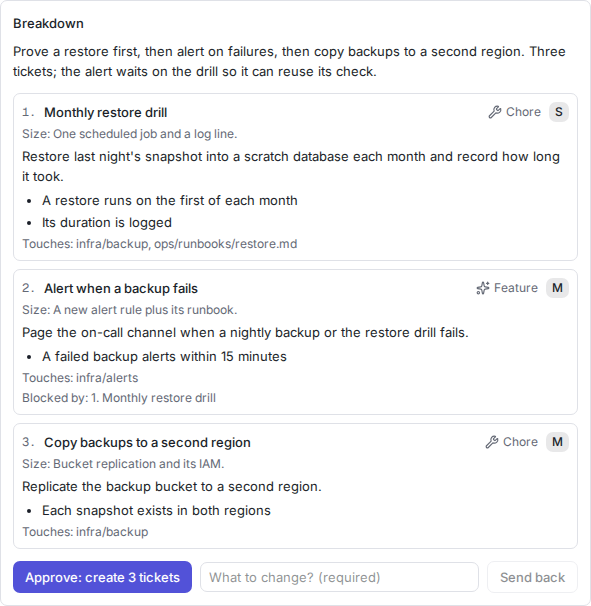 Breakdown
Prove a restore first, then alert on failures, then copy backups to a second region. Three
tickets; the alert waits on the drill so it can reuse its check.
1. Monthly restore drill Chore S
Size: One scheduled job and a log line.
Restore last night's snapshot into a scratch database each month and record how long
it took.
• A restore runs on the first of each month
• Its duration is logged
Touches: infra/backup, ops/runbooks/restore.md
2. Alert when a backup fails Feature M
Size: A new alert rule plus its runbook.
Page the on-call channel when a nightly backup or the restore drill fails.
• A failed backup alerts within 15 minutes
Touches: infra/alerts
Blocked by: 1. Monthly restore drill
3. Copy backups to a second region Chore M
Size: Bucket replication and its IAM.
Replicate the backup bucket to a second region.
• Each snapshot exists in both regions
Touches: infra/backup
Approve: create 3 tickets What to change? (required) Send back